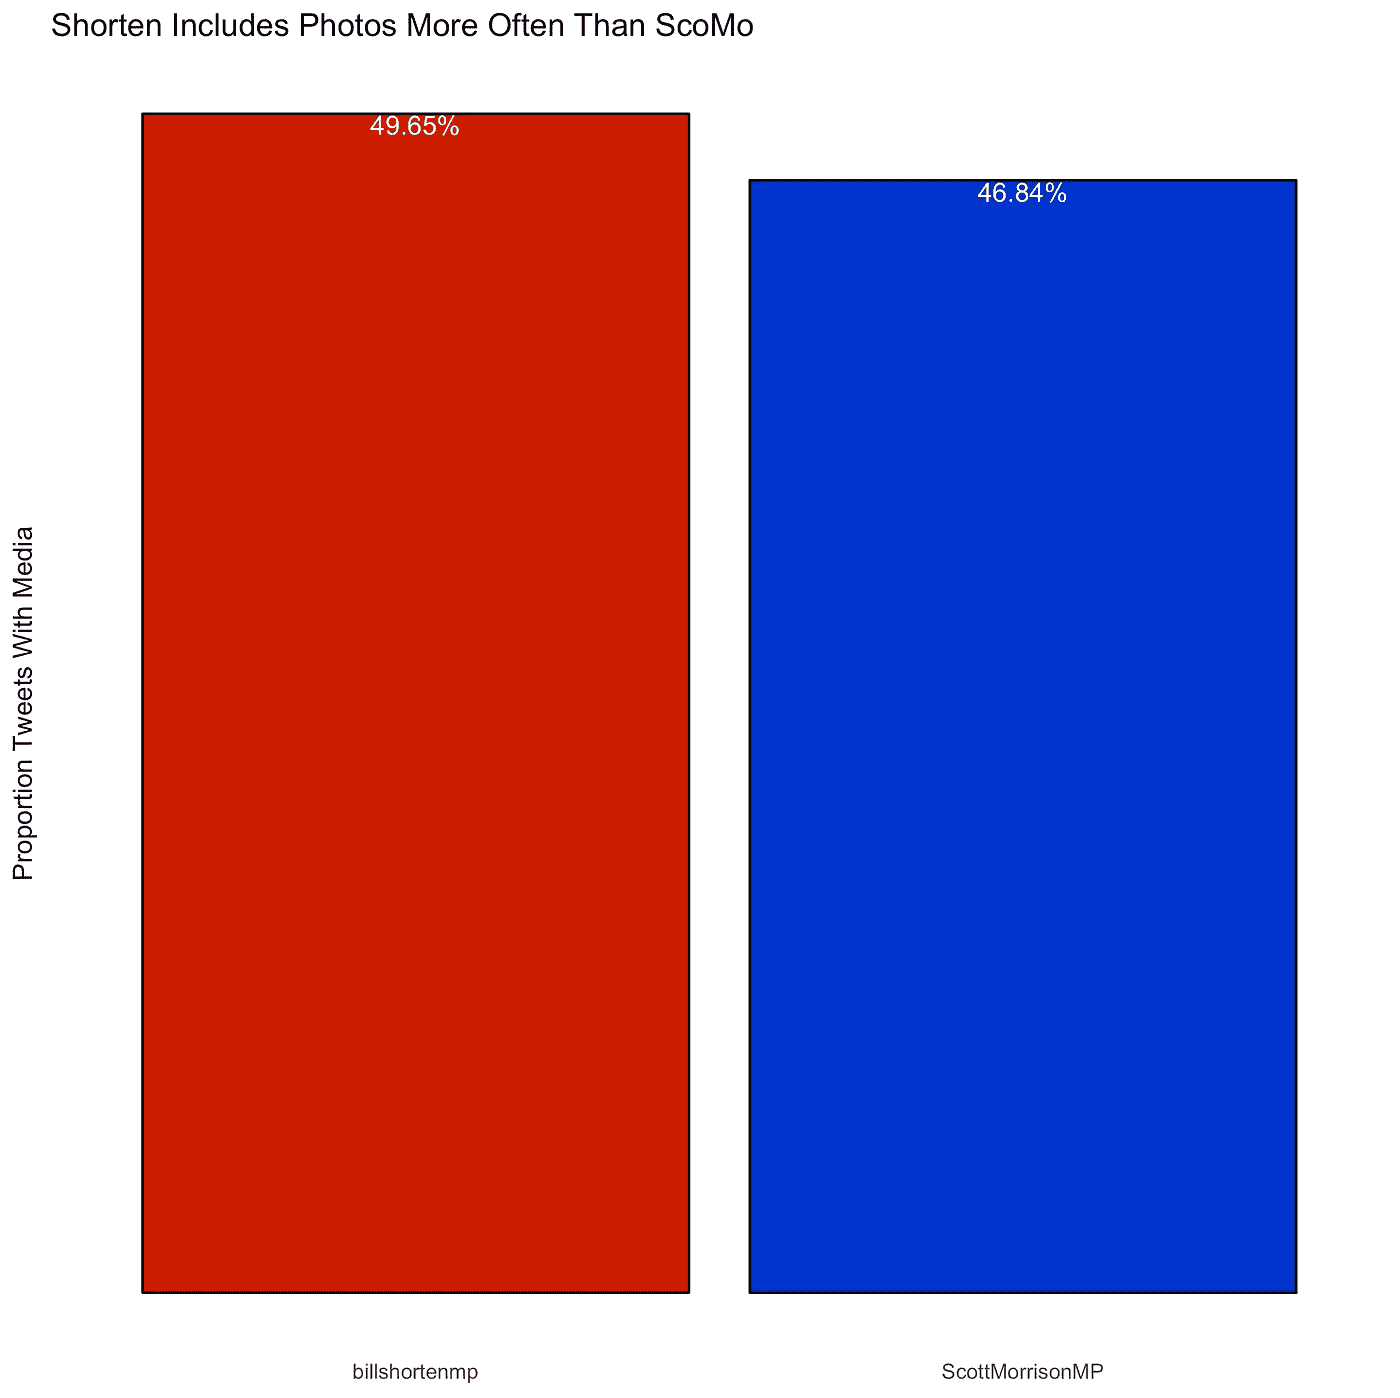 Shorten Includes Photos More Often Than ScoMo
49.65%
46.84%
Proportion Tweets With Media
billshortenmp
ScottMorrisonMP